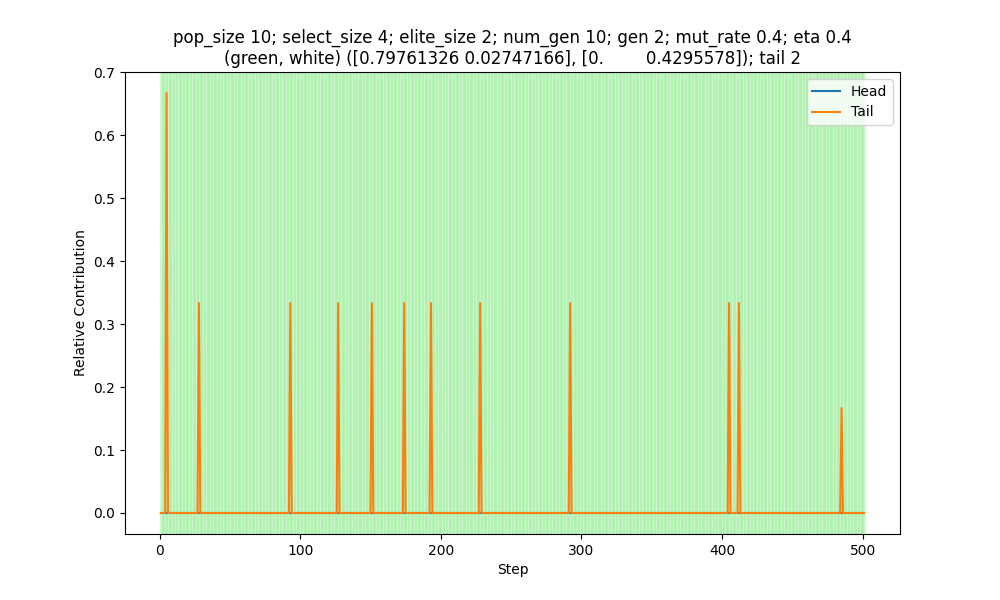 pop_size 10; select_size 4; elite_size 2; num_gen 10; gen 2; mut_rate 0.4; eta 0.4
(green, white) ([0.79761326 0.02747166], [0. 0.4295578]); tail 2
Head
Tail
Relative Contribution
0.7
0.6
0.5
0.4
0.3
0.2
0.1
0.0
0 100 200 300 400 500
Step